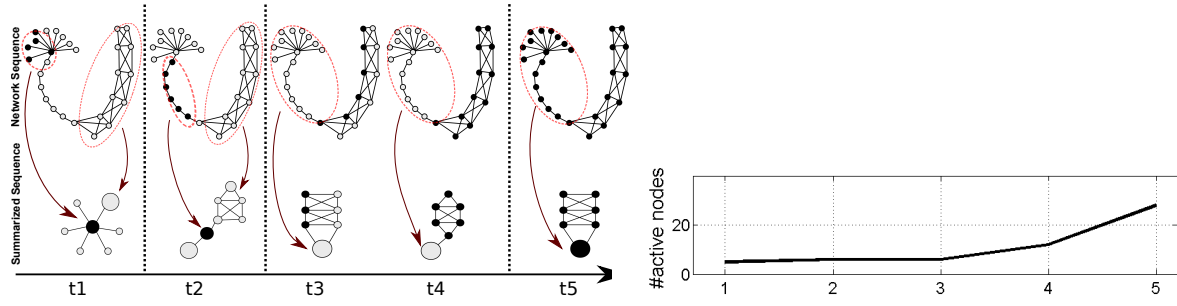 Network Sequence
Summarized Sequence
t1 t2 t3 t4 t5
#active nodes
20
0
1 2 3 4 5